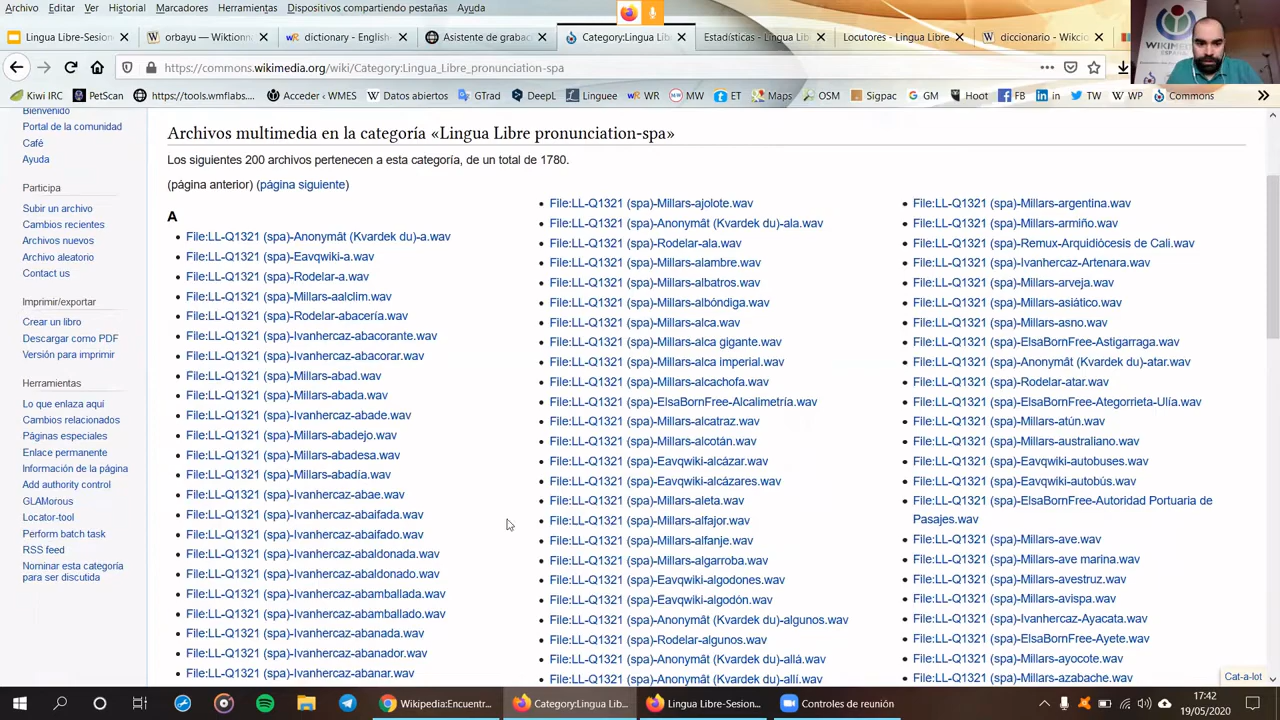 Archivo Editar Ver Historial Marcadores Herramientas Dispositivos compartiendo pestañas Ayuda
Lingua Libre-Sesion
orbayu — Wiktionn
dictionary - English-
Asistente de grabac
Category:Lingua Lib
Estadísticas - Lingua Lib
Locutores - Lingua Libre
diccionario - Wikcio
https://commons.wikimedia.org/wiki/Category:Lingua_Libre_pronunciation-spa
WIKIMEDIA
ESPAÑA
Kiwi IRC PetScan https://tools.wmflabs... Acceder ‹ WMES Datos abiertos GTrad DeepL Linguee WR MW ET Maps OSM Sigpac GM Hoot FB in TW WP Commons
Bienvenido
Portal de la comunidad
Café
Ayuda
Participa
Subir un archivo
Cambios recientes
Archivos nuevos
Archivo aleatorio
Contact us
Imprimir/exportar
Crear un libro
Descargar como PDF
Versión para imprimir
Herramientas
Lo que enlaza aquí
Cambios relacionados
Páginas especiales
Enlace permanente
Información de la página
Add authority control
GLAMorous
Locator-tool
Perform batch task
RSS feed
Nominar esta categoría
para ser discutida
Archivos multimedia en la categoría «Lingua Libre pronunciation-spa»
Los siguientes 200 archivos pertenecen a esta categoría, de un total de 1780.
(página anterior) (página siguiente)
A
File:LL-Q1321 (spa)-Anonymât (Kvardek du)-a.wav
File:LL-Q1321 (spa)-Eavqwiki-a.wav
File:LL-Q1321 (spa)-Rodelar-a.wav
File:LL-Q1321 (spa)-Millars-aalclim.wav
File:LL-Q1321 (spa)-Rodelar-abacería.wav
File:LL-Q1321 (spa)-Ivanhercaz-abacorante.wav
File:LL-Q1321 (spa)-Ivanhercaz-abacorar.wav
File:LL-Q1321 (spa)-Millars-abad.wav
File:LL-Q1321 (spa)-Millars-abada.wav
File:LL-Q1321 (spa)-Ivanhercaz-abade.wav
File:LL-Q1321 (spa)-Millars-abadejo.wav
File:LL-Q1321 (spa)-Millars-abadesa.wav
File:LL-Q1321 (spa)-Millars-abadía.wav
File:LL-Q1321 (spa)-Ivanhercaz-abae.wav
File:LL-Q1321 (spa)-Ivanhercaz-abaifada.wav
File:LL-Q1321 (spa)-Ivanhercaz-abaifado.wav
File:LL-Q1321 (spa)-Ivanhercaz-abaldonada.wav
File:LL-Q1321 (spa)-Ivanhercaz-abaldonado.wav
File:LL-Q1321 (spa)-Ivanhercaz-abamballada.wav
File:LL-Q1321 (spa)-Ivanhercaz-abamballado.wav
File:LL-Q1321 (spa)-Ivanhercaz-abanada.wav
File:LL-Q1321 (spa)-Ivanhercaz-abanador.wav
File:LL-Q1321 (spa)-Ivanhercaz-abanar.wav
File:LL-Q1321 (spa)-Millars-ajolote.wav
File:LL-Q1321 (spa)-Anonymât (Kvardek du)-ala.wav
File:LL-Q1321 (spa)-Rodelar-ala.wav
File:LL-Q1321 (spa)-Millars-alambre.wav
File:LL-Q1321 (spa)-Millars-albatros.wav
File:LL-Q1321 (spa)-Millars-albóndiga.wav
File:LL-Q1321 (spa)-Millars-alca.wav
File:LL-Q1321 (spa)-Millars-alca gigante.wav
File:LL-Q1321 (spa)-Millars-alca imperial.wav
File:LL-Q1321 (spa)-Millars-alcachofa.wav
File:LL-Q1321 (spa)-ElsaBornFree-Alcalimetría.wav
File:LL-Q1321 (spa)-Millars-alcatraz.wav
File:LL-Q1321 (spa)-Millars-alcotán.wav
File:LL-Q1321 (spa)-Eavqwiki-alcázar.wav
File:LL-Q1321 (spa)-Eavqwiki-alcázares.wav
File:LL-Q1321 (spa)-Millars-aleta.wav
File:LL-Q1321 (spa)-Millars-alfajor.wav
File:LL-Q1321 (spa)-Millars-alfanje.wav
File:LL-Q1321 (spa)-Millars-algarroba.wav
File:LL-Q1321 (spa)-Eavqwiki-algodones.wav
File:LL-Q1321 (spa)-Eavqwiki-algodón.wav
File:LL-Q1321 (spa)-Anonymât (Kvardek du)-algunos.wav
File:LL-Q1321 (spa)-Rodelar-algunos.wav
File:LL-Q1321 (spa)-Anonymât (Kvardek du)-allá.wav
File:LL-Q1321 (spa)-Anonymât (Kvardek du)-allí.wav
File:LL-Q1321 (spa)-Millars-argentina.wav
File:LL-Q1321 (spa)-Millars-armiño.wav
File:LL-Q1321 (spa)-Remux-Arquidiòcesis de Cali.wav
File:LL-Q1321 (spa)-Ivanhercaz-Artenara.wav
File:LL-Q1321 (spa)-Millars-arveja.wav
File:LL-Q1321 (spa)-Millars-asiático.wav
File:LL-Q1321 (spa)-Millars-asno.wav
File:LL-Q1321 (spa)-ElsaBornFree-Astigarraga.wav
File:LL-Q1321 (spa)-Anonymât (Kvardek du)-atar.wav
File:LL-Q1321 (spa)-Rodelar-atar.wav
File:LL-Q1321 (spa)-ElsaBornFree-Ategorrieta-Ulía.wav
File:LL-Q1321 (spa)-Millars-atún.wav
File:LL-Q1321 (spa)-Millars-australiano.wav
File:LL-Q1321 (spa)-Eavqwiki-autobuses.wav
File:LL-Q1321 (spa)-Eavqwiki-autobús.wav
File:LL-Q1321 (spa)-ElsaBornFree-Autoridad Portuaria de
Pasajes.wav
File:LL-Q1321 (spa)-Millars-ave.wav
File:LL-Q1321 (spa)-Millars-ave marina.wav
File:LL-Q1321 (spa)-Millars-avestruz.wav
File:LL-Q1321 (spa)-Millars-avispa.wav
File:LL-Q1321 (spa)-Ivanhercaz-Ayacata.wav
File:LL-Q1321 (spa)-ElsaBornFree-Ayete.wav
File:LL-Q1321 (spa)-Millars-ayocote.wav
File:LL-Q1321 (spa)-Millars-azabache.wav
Cat-a-lot
Wikipedia:Encuentr...
Category:Lingua Lib...
Lingua Libre-Sesion...
Controles de reunión
17:42
19/05/2020